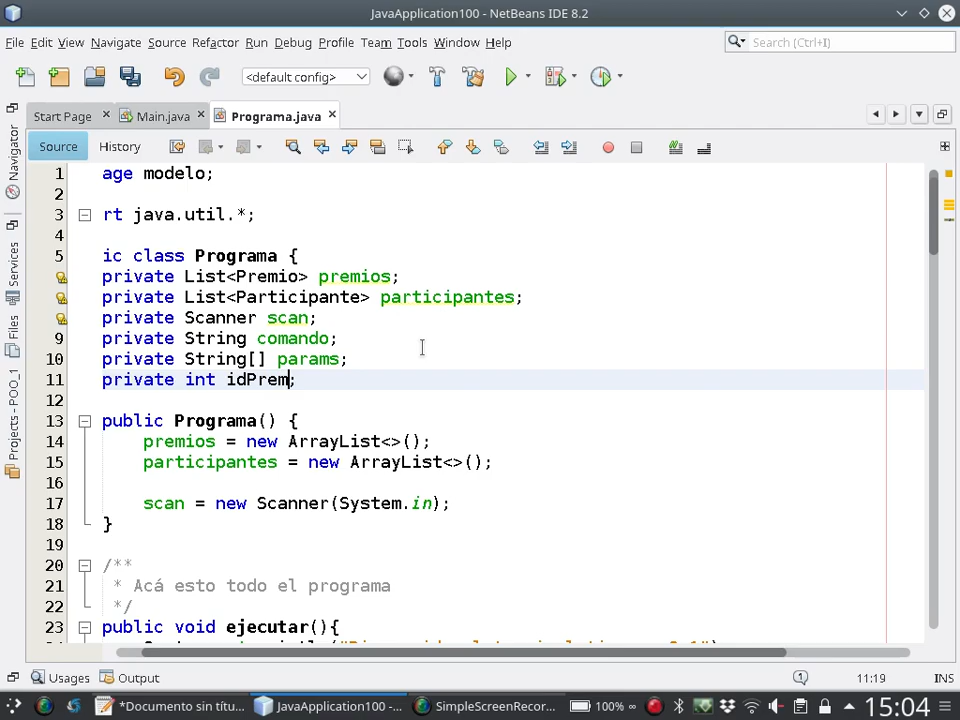 JavaApplication100 - NetBeans IDE 8.2
File Edit View Navigate Source Refactor Run Debug Profile Team Tools Window Help
Search (Ctrl+I)
<default config>
Start Page
Main.java
Programa.java
Source History
Navigator
Services
Files
Projects - POO_1
1 age modelo;
2
3 rt java.util.*;
4
5 ic class Programa {
private List<Premio> premios;
private List<Participante> participantes;
private Scanner scan;
9 private String comando;
10 private String[] params;
11 private int idPrem;
12
13 public Programa() {
14 premios = new ArrayList<>();
15 participantes = new ArrayList<>();
16
17 scan = new Scanner(System.in);
18 }
19
20 /**
21 * Acá esto todo el programa
22 */
23 public void ejecutar(){
Usages Output
1
11:19 INS
*Documento sin títu...
JavaApplication100 -...
SimpleScreenRecor...
100% ∞
15:04